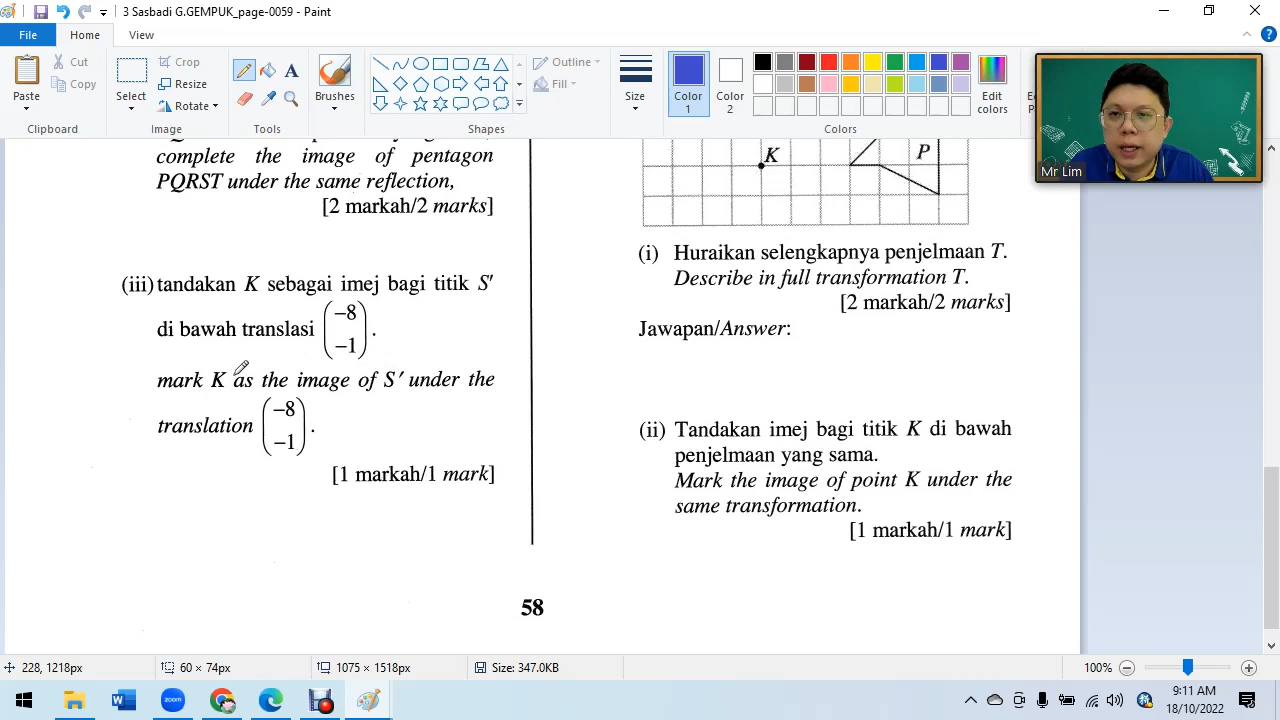 3 Sasbadi G.GEMPUK_page-0059 - Paint
File
Home
View
Paste
Cut
Copy
Clipboard
Select
Crop
Resize
Rotate
Image
Tools
Brushes
Shapes
Outline
Fill
Size
Color 1
Color 2
Edit colors
Colors
Mr Lim
complete the image of pentagon
PQRST under the same reflection,
[2 markah/2 marks]
(iii) tandakan K sebagai imej bagi titik S′
di bawah translasi (−8 −1).
mark K as the image of S′ under the
translation (−8 −1).
[1 markah/1 mark]
K
P
(i) Huraikan selengkapnya penjelmaan T.
Describe in full transformation T.
[2 markah/2 marks]
Jawapan/Answer:
(ii) Tandakan imej bagi titik K di bawah
penjelmaan yang sama.
Mark the image of point K under the
same transformation.
[1 markah/1 mark]
58
228, 1218px
60 × 74px
1075 × 1518px
Size: 347.0KB
100%
zoom
9:11 AM
18/10/2022